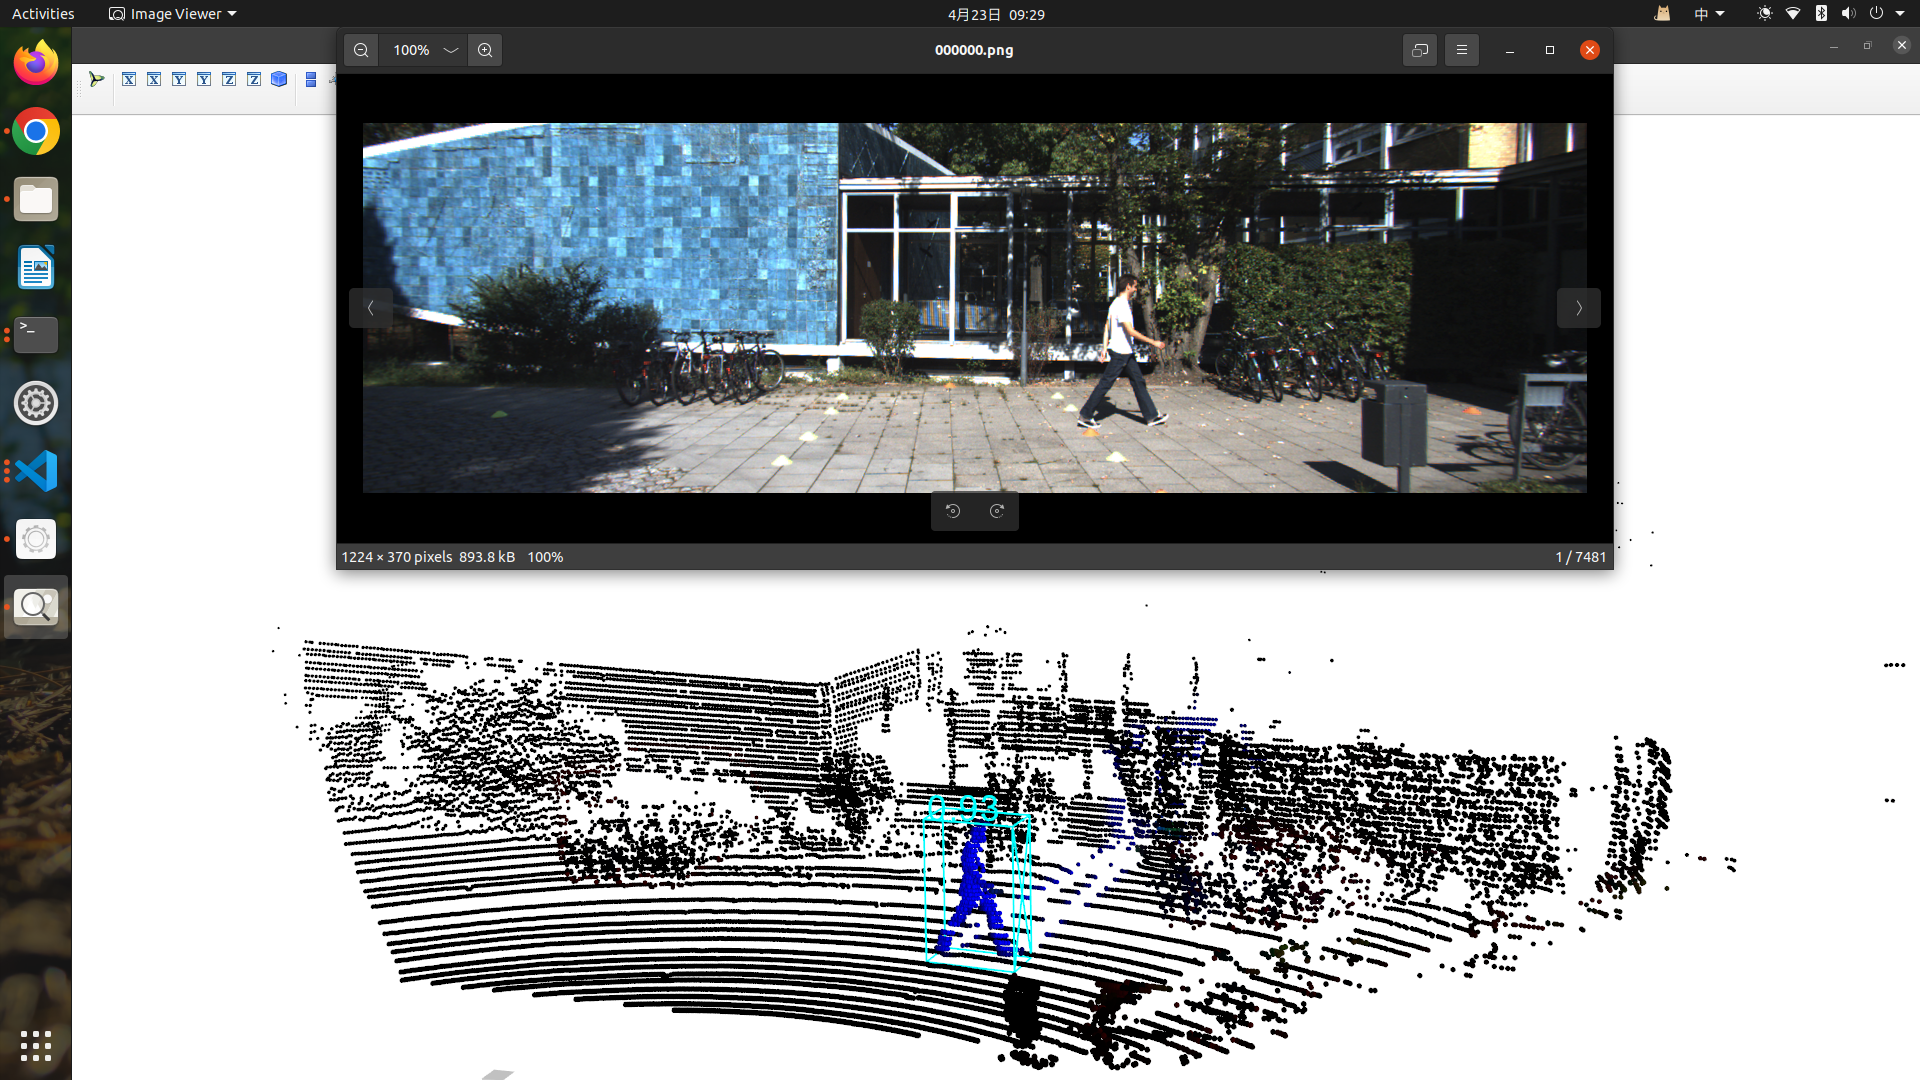 Activities
Image Viewer
4月23日 09:29
中
100%
000000.png
X X Y Y Z Z
1224 × 370 pixels 893.8 kB 100%
1 / 7481
0.93